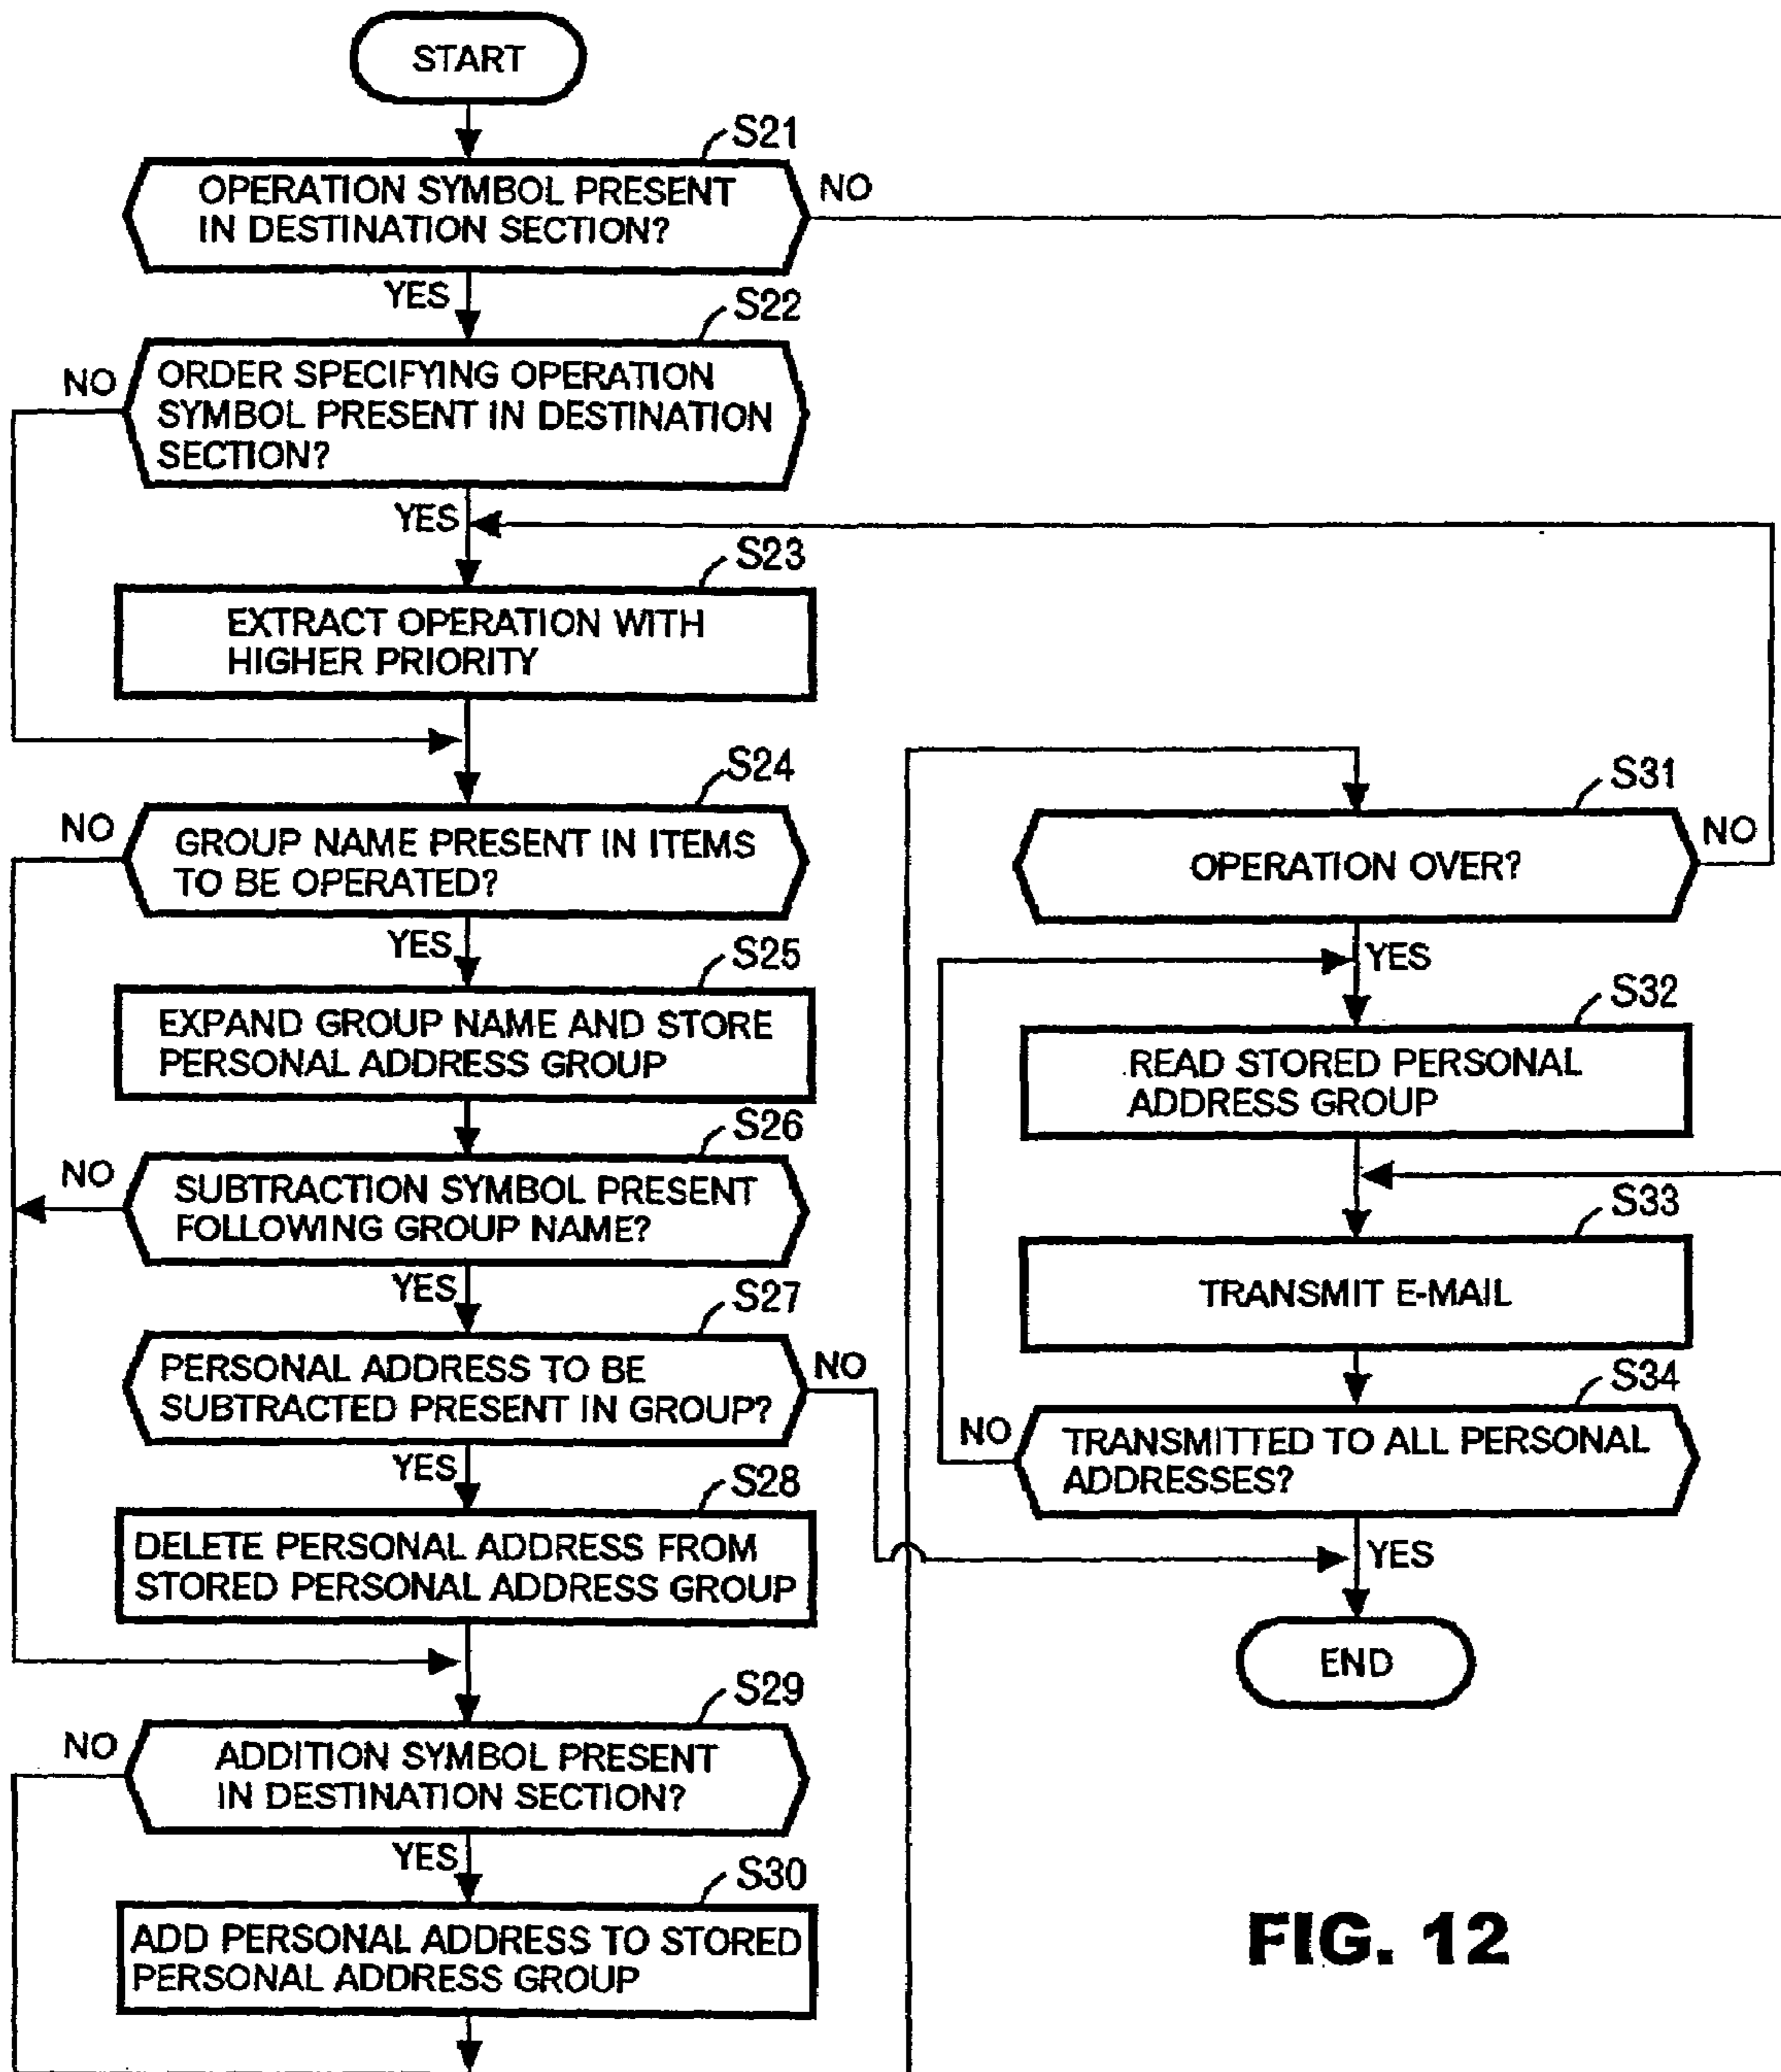 START
S21
OPERATION SYMBOL PRESENT
IN DESTINATION SECTION?
NO
YES
S22
ORDER SPECIFYING OPERATION
SYMBOL PRESENT IN DESTINATION
SECTION?
NO
YES
S23
EXTRACT OPERATION WITH
HIGHER PRIORITY
S24
GROUP NAME PRESENT IN ITEMS
TO BE OPERATED?
NO
YES
S25
EXPAND GROUP NAME AND STORE
PERSONAL ADDRESS GROUP
S26
SUBTRACTION SYMBOL PRESENT
FOLLOWING GROUP NAME?
NO
YES
S27
PERSONAL ADDRESS TO BE
SUBTRACTED PRESENT IN GROUP?
NO
YES
S28
DELETE PERSONAL ADDRESS FROM
STORED PERSONAL ADDRESS GROUP
S29
ADDITION SYMBOL PRESENT
IN DESTINATION SECTION?
NO
YES
S30
ADD PERSONAL ADDRESS TO STORED
PERSONAL ADDRESS GROUP
S31
OPERATION OVER?
NO
YES
S32
READ STORED PERSONAL
ADDRESS GROUP
S33
TRANSMIT E-MAIL
S34
TRANSMITTED TO ALL PERSONAL
ADDRESSES?
NO
YES
END
FIG. 12